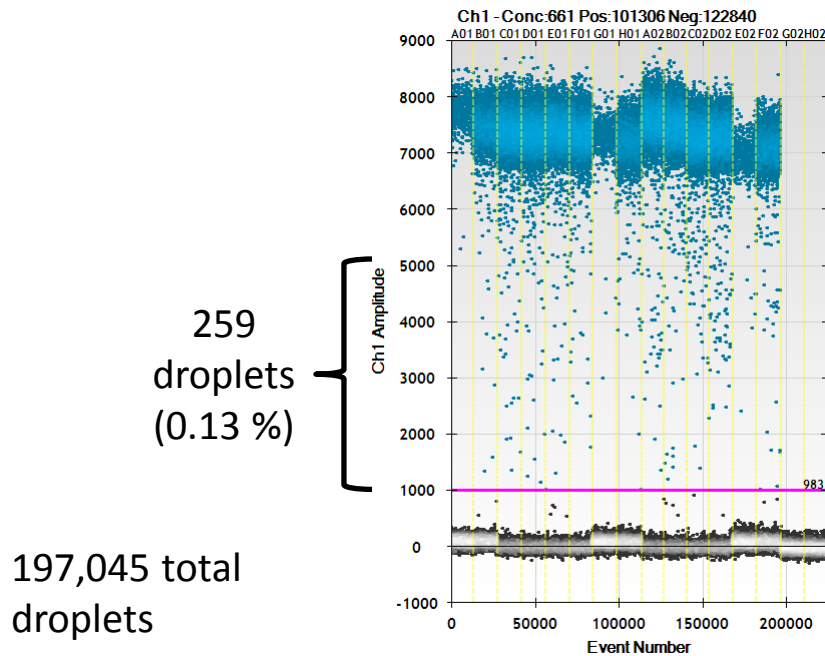 Ch1 - Conc:661 Pos:101306 Neg:122840
A01 B01 C01 D01 E01 F01 G01 H01 A02 B02 C02 D02 E02 F02 G02 H02
9000
8000
7000
6000
5000
4000
3000
2000
1000
0
-1000
Ch1 Amplitude
983
0 50000 100000 150000 200000
Event Number
259
droplets
(0.13 %)
197,045 total
droplets